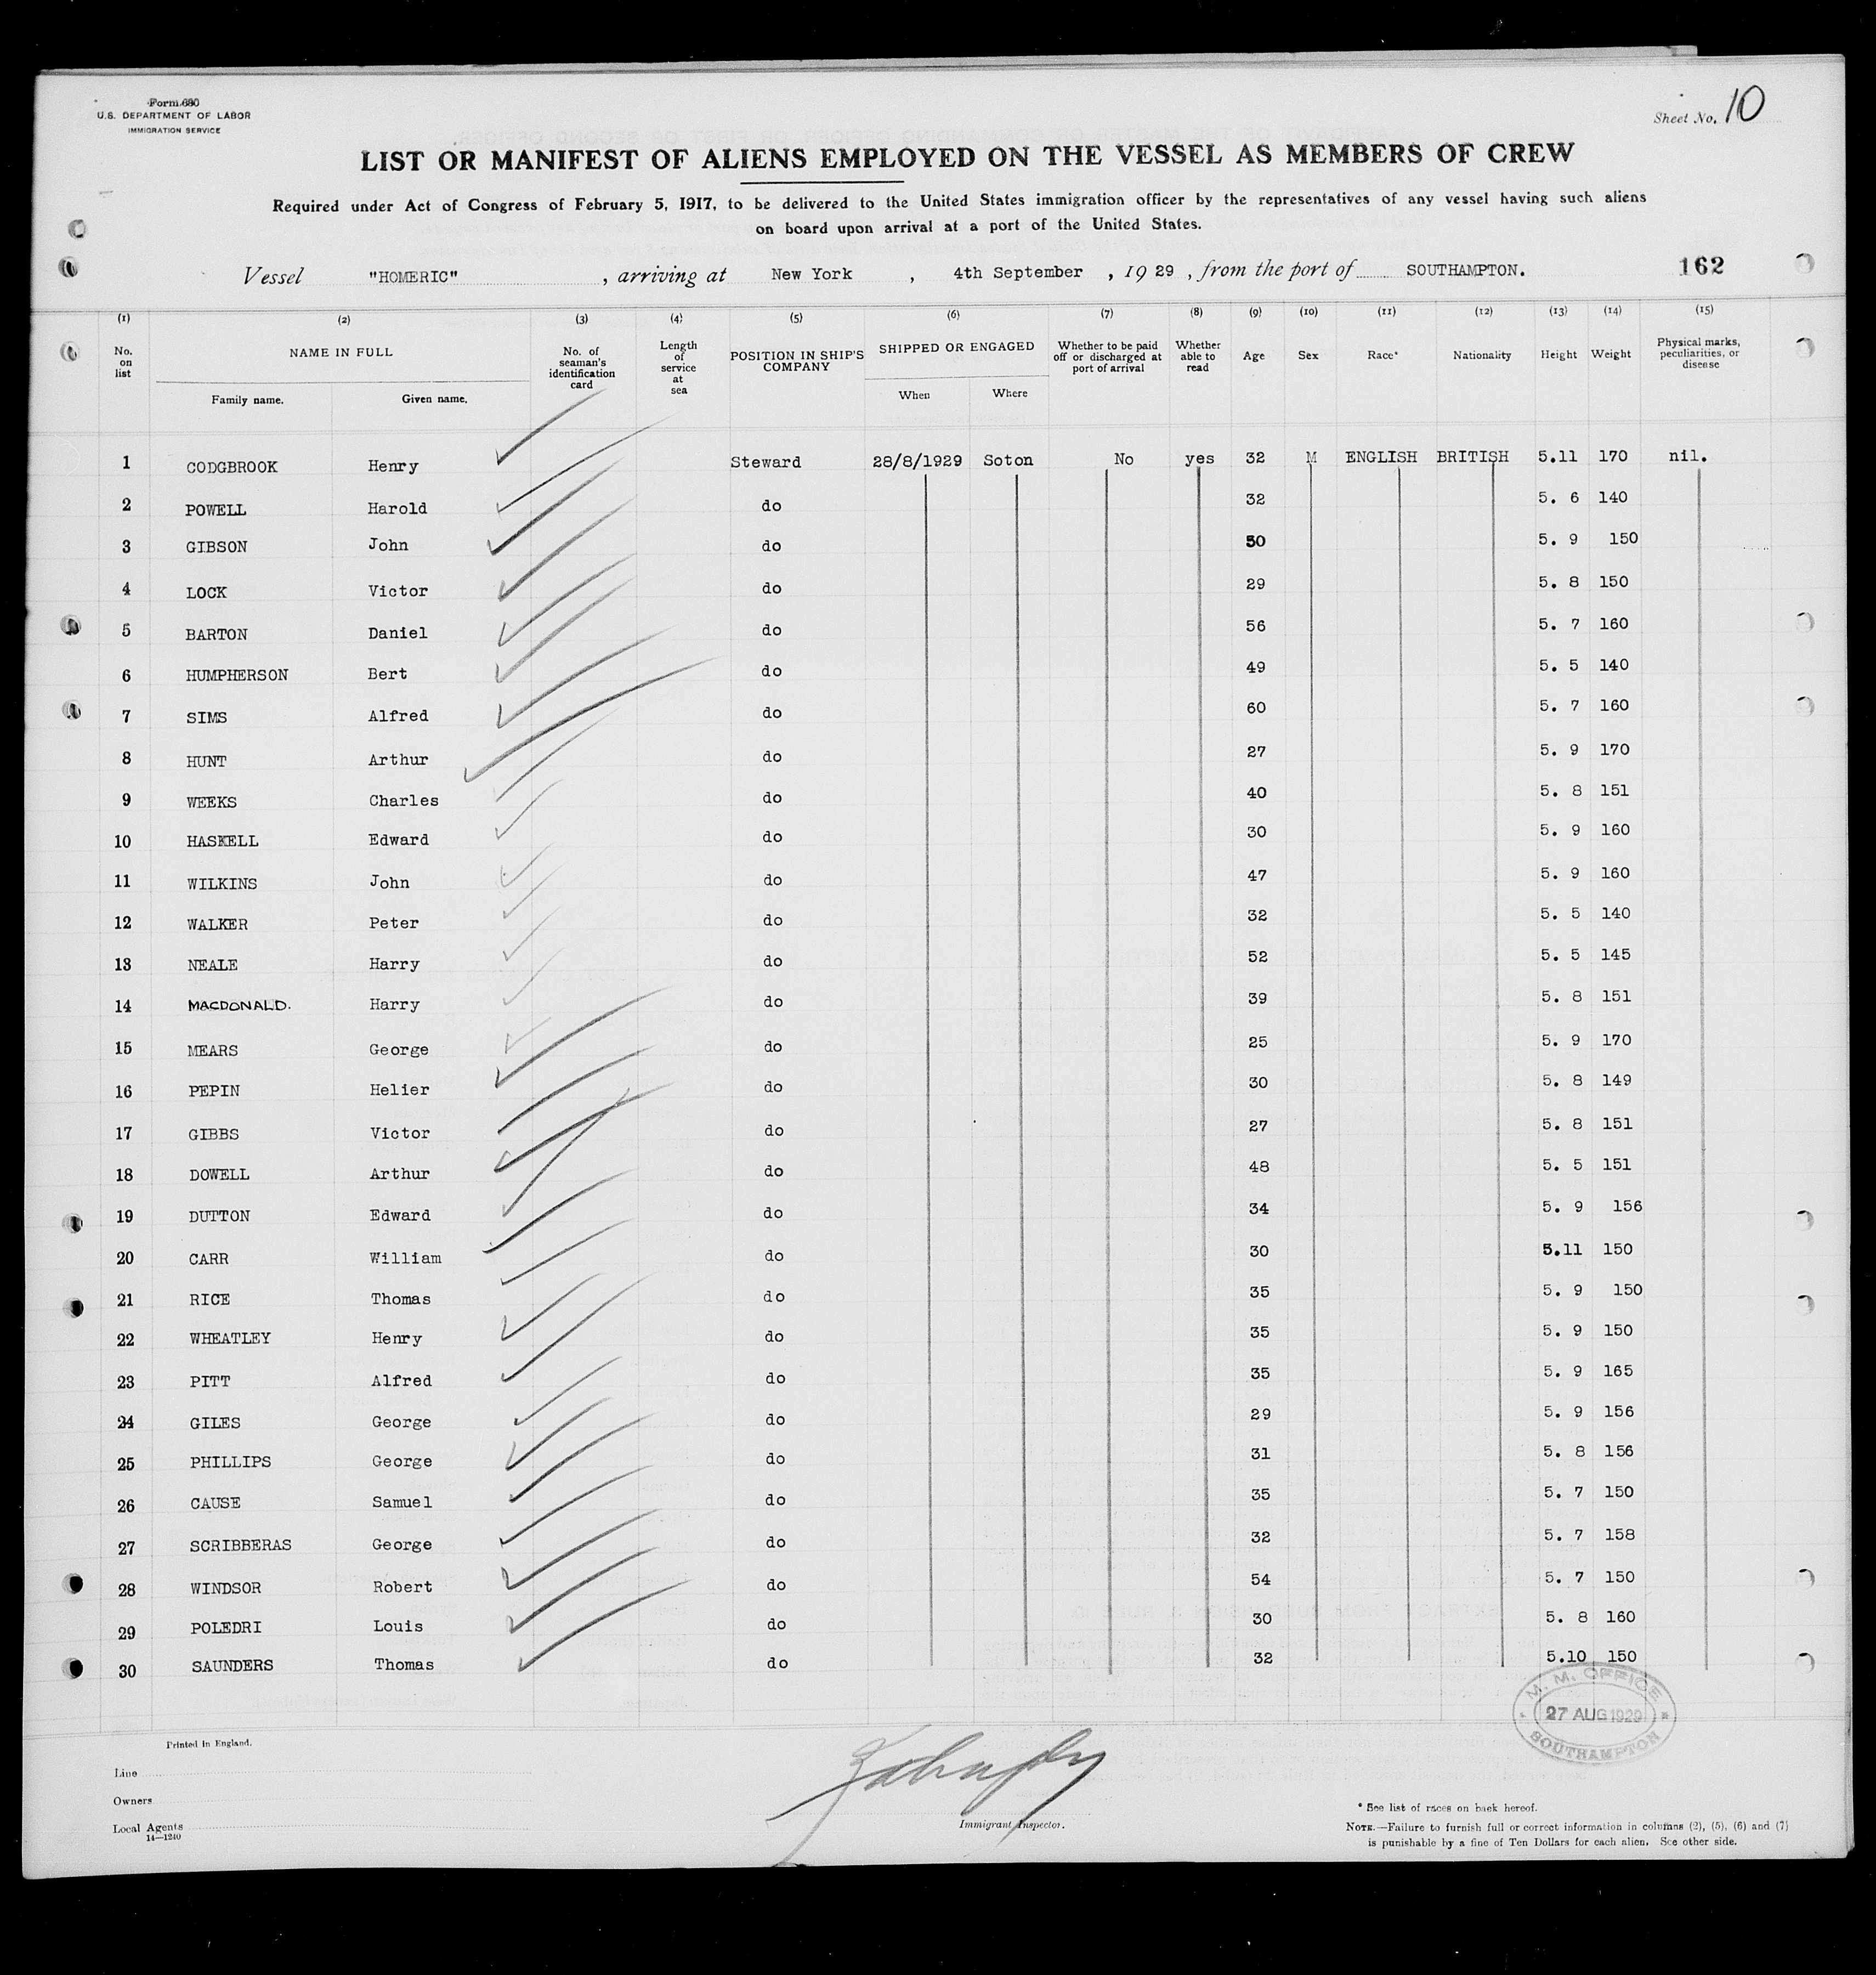 Form 680
U.S. DEPARTMENT OF LABOR
IMMIGRATION SERVICE
Sheet No. 10
LIST OR MANIFEST OF ALIENS EMPLOYED ON THE VESSEL AS MEMBERS OF CREW
Required under Act of Congress of February 5, 1917, to be delivered to the United States immigration officer by the representatives of any vessel having such aliens
on board upon arrival at a port of the United States.
Vessel "HOMERIC" , arriving at New York , 4th September , 19 29 , from the port of SOUTHAMPTON. 162
(1) (2) (3) (4) (5) (6) (7) (8) (9) (10) (11) (12) (13) (14) (15)
No. on list NAME IN FULL Family name. Given name. No. of seaman's identification card Length of service at sea POSITION IN SHIP'S COMPANY SHIPPED OR ENGAGED When Where Whether to be paid off or discharged at port of arrival Whether able to read Age Sex Race* Nationality Height Weight Physical marks, peculiarities, or disease
1 CODGBROOK Henry Steward 28/8/1929 Soton No yes 32 M ENGLISH BRITISH 5.11 170 nil.
2 POWELL Harold do 32 5. 6 140
3 GIBSON John do 50 5. 9 150
4 LOCK Victor do 29 5. 8 150
5 BARTON Daniel do 56 5. 7 160
6 HUMPHERSON Bert do 49 5. 5 140
7 SIMS Alfred do 60 5. 7 160
8 HUNT Arthur do 27 5. 9 170
9 WEEKS Charles do 40 5. 8 151
10 HASKELL Edward do 30 5. 9 160
11 WILKINS John do 47 5. 9 160
12 WALKER Peter do 32 5. 5 140
13 NEALE Harry do 52 5. 5 145
14 MACDONALD. Harry do 39 5. 8 151
15 MEARS George do 25 5. 9 170
16 PEPIN Helier do 30 5. 8 149
17 GIBBS Victor do 27 5. 8 151
18 DOWELL Arthur do 48 5. 5 151
19 DUTTON Edward do 34 5. 9 156
20 CARR William do 30 5.11 150
21 RICE Thomas do 35 5. 9 150
22 WHEATLEY Henry do 35 5. 9 150
23 PITT Alfred do 35 5. 9 165
24 GILES George do 29 5. 9 156
25 PHILLIPS George do 31 5. 8 156
26 CAUSE Samuel do 35 5. 7 150
27 SCRIBBERAS George do 32 5. 7 158
28 WINDSOR Robert do 54 5. 7 150
29 POLEDRI Louis do 30 5. 8 160
30 SAUNDERS Thomas do 32 5.10 150
M. M. OFFICE
27 AUG 1929
SOUTHAMPTON
Printed in England.
Line
Owners
Local Agents
14—1240
Immigrant Inspector.
* See list of races on back hereof.
NOTE.—Failure to furnish full or correct information in columns (2), (5), (6) and (7)
is punishable by a fine of Ten Dollars for each alien. See other side.